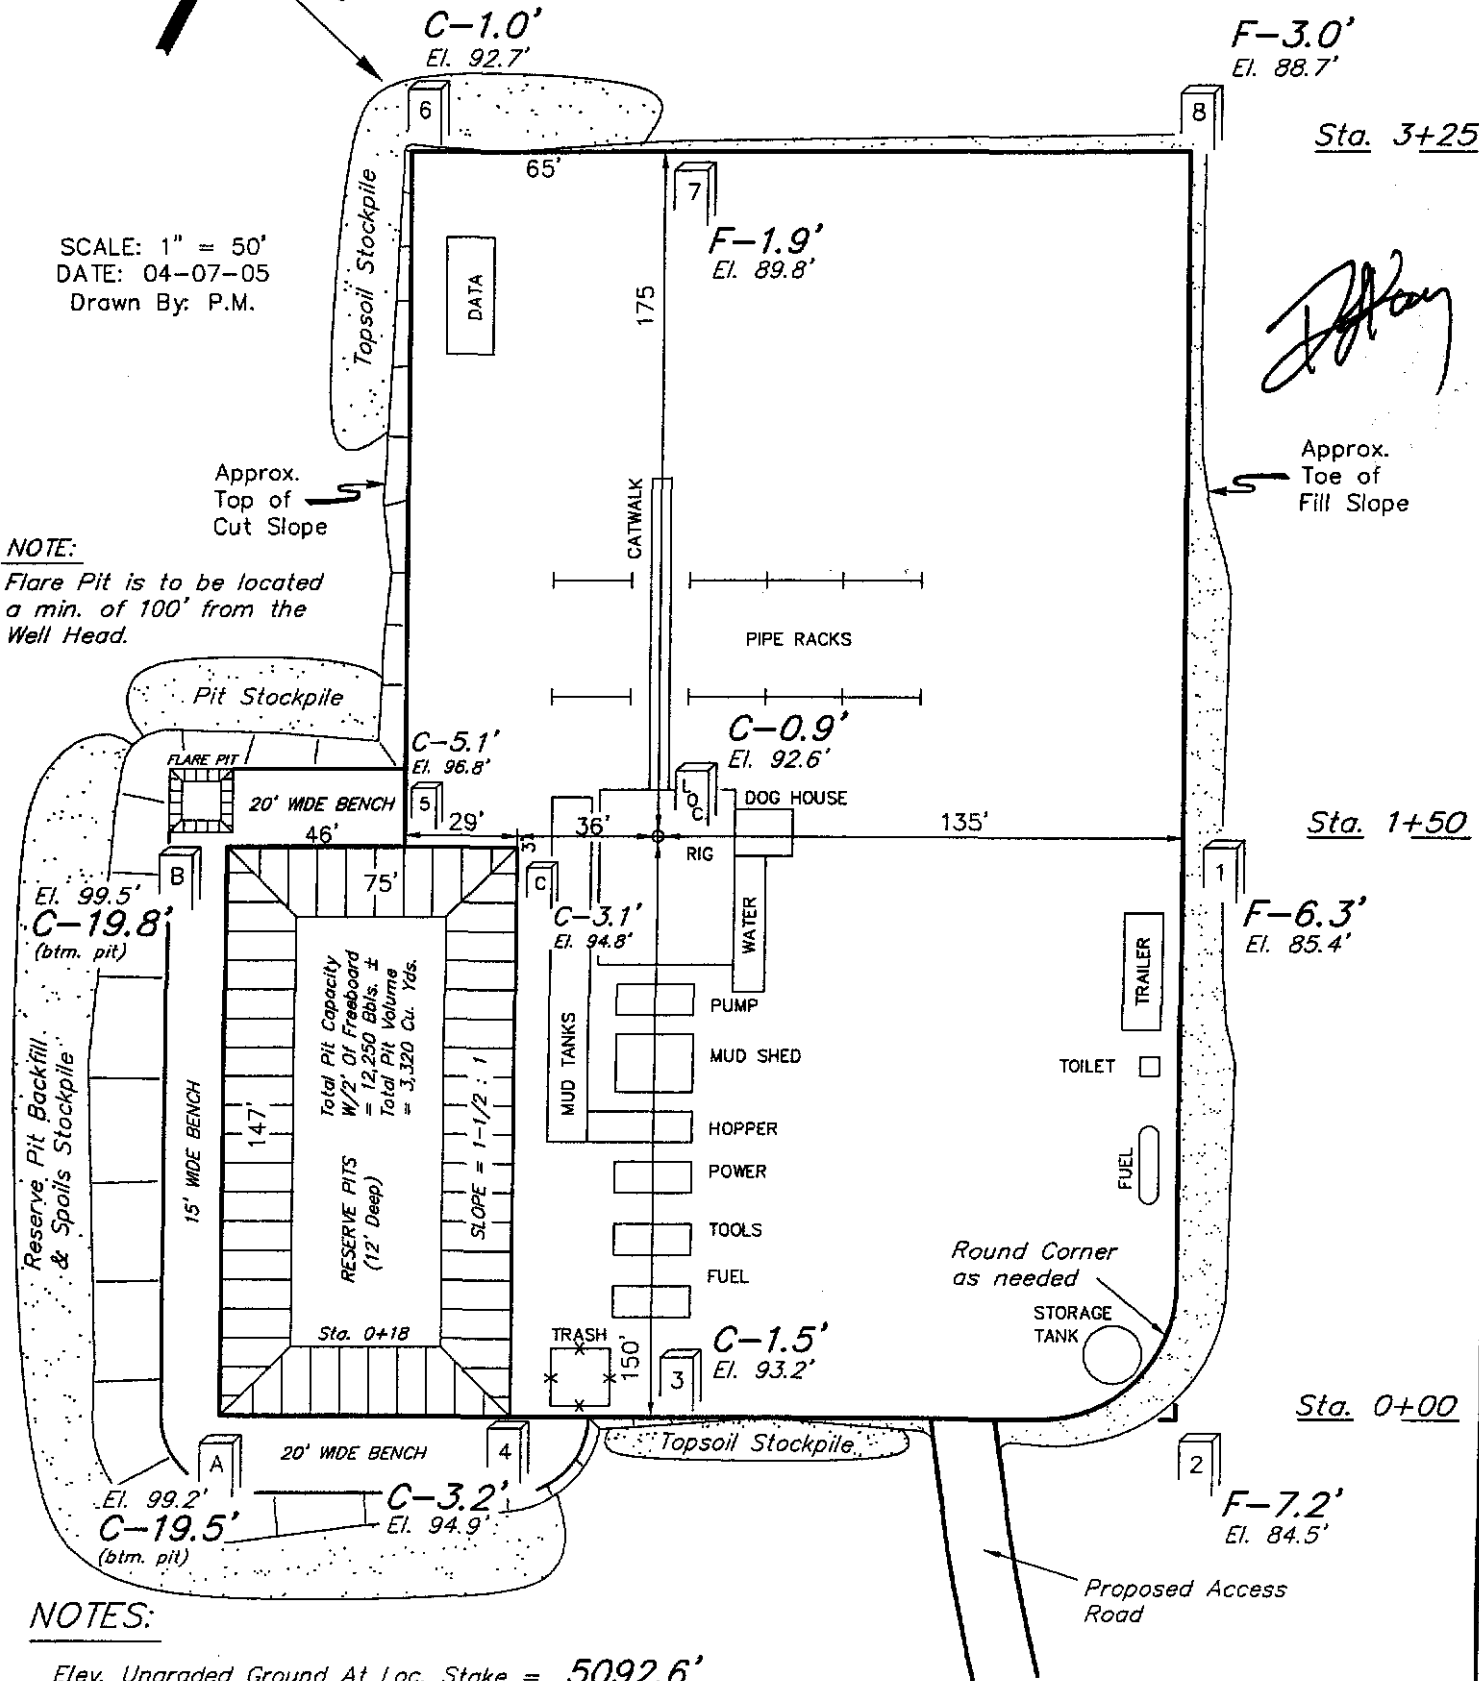 C-1.0'
El. 92.7'
F-3.0'
El. 88.7'
6
8
Sta. 3+25
65'
7
Topsoil Stockpile
SCALE: 1" = 50'
DATE: 04-07-05
Drawn By: P.M.
F-1.9'
El. 89.8'
DATA
175
Approx.
Top of
Cut Slope
Approx.
Toe of
Fill Slope
CATWALK
NOTE:
Flare Pit is to be located
a min. of 100' from the
Well Head.
PIPE RACKS
Pit Stockpile
C-0.9'
El. 92.6'
C-5.1'
El. 96.8'
FLARE PIT
5
LOC.
DOG HOUSE
20' WIDE BENCH
46'
29'
3'
36'
RIG
135'
Sta. 1+50
B
75'
C
1
El. 99.5'
C-19.8'
(btm. pit)
C-3.1'
El. 94.8'
WATER
F-6.3'
El. 85.4'
TRAILER
Total Pit Capacity
W/2' Of Freeboard
= 12,250 Bbls. ±
Total Pit Volume
= 3,320 Cu. Yds.
PUMP
MUD TANKS
MUD SHED
TOILET
Reserve Pit Backfill
& Spoils Stockpile
15' WIDE BENCH
147'
RESERVE PITS
(12' Deep)
SLOPE = 1-1/2 : 1
HOPPER
POWER
FUEL
TOOLS
FUEL
Round Corner
as needed
STORAGE
TANK
Sta. 0+18
TRASH
150'
3
C-1.5'
El. 93.2'
Sta. 0+00
Topsoil Stockpile
A
20' WIDE BENCH
4
2
El. 99.2'
C-19.5'
(btm. pit)
C-3.2'
El. 94.9'
F-7.2'
El. 84.5'
Proposed Access
Road
NOTES:
Elev. Ungraded Ground At Loc. Stake = 5092.6'